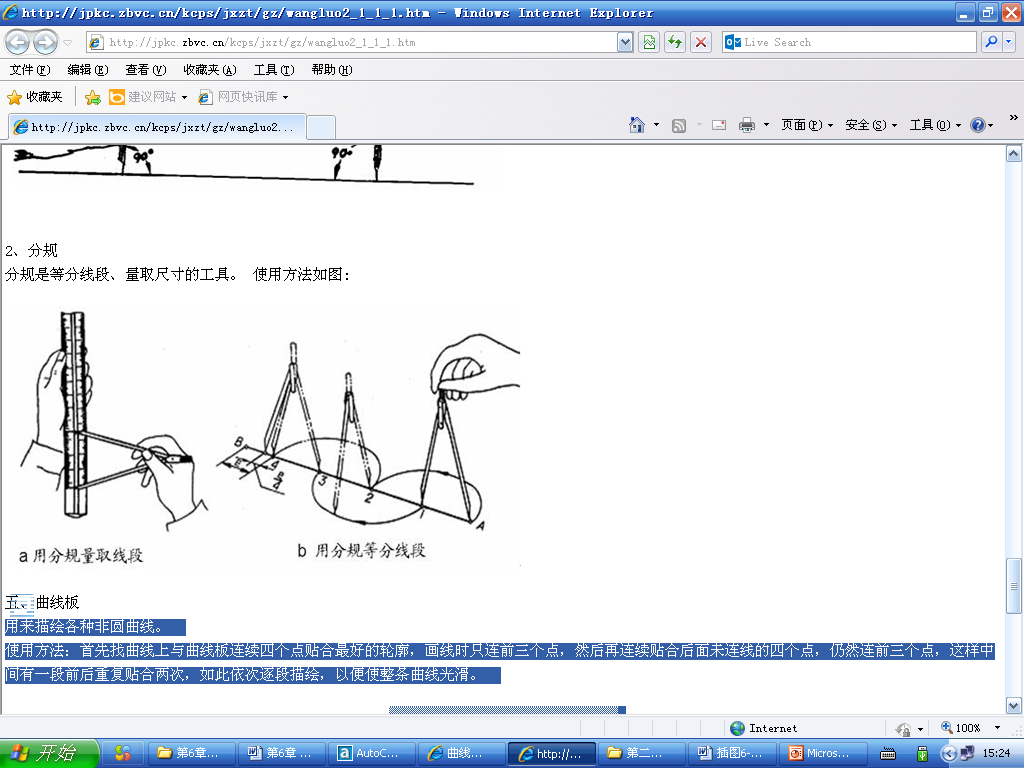 http://jpkc.zbvc.cn/kcps/jxzt/gz/wangluo2_1_1_1.htm - Windows Internet Explorer
http://jpkc.zbvc.cn/kcps/jxzt/gz/wangluo2_1_1_1.htm
Live Search
文件(F) 编辑(E) 查看(V) 收藏夹(A) 工具(T) 帮助(H)
收藏夹 建议网站 网页快讯库
http://jpkc.zbvc.cn/kcps/jxzt/gz/wangluo2...
页面(P) 安全(S) 工具(O) »
90° 90°
2、分规
分规是等分线段、量取尺寸的工具。 使用方法如图:
B 4 3 2 1 A
a 用分规量取线段
b 用分规等分线段
五、曲线板
用来描绘各种非圆曲线。
使用方法: 首先找曲线上与曲线板连续四个点贴合最好的轮廓,画线时只连前三个点,然后再连续贴合后面未连线的四个点,仍然连前三个点,这样中
间有一段前后重复贴合两次,如此依次逐段描绘,以便使整条曲线光滑。
Internet 100%
开始 第6章... 第6章 ... AutoC... 曲线... http:/... 第二... 插图6-... Micros... 15:24